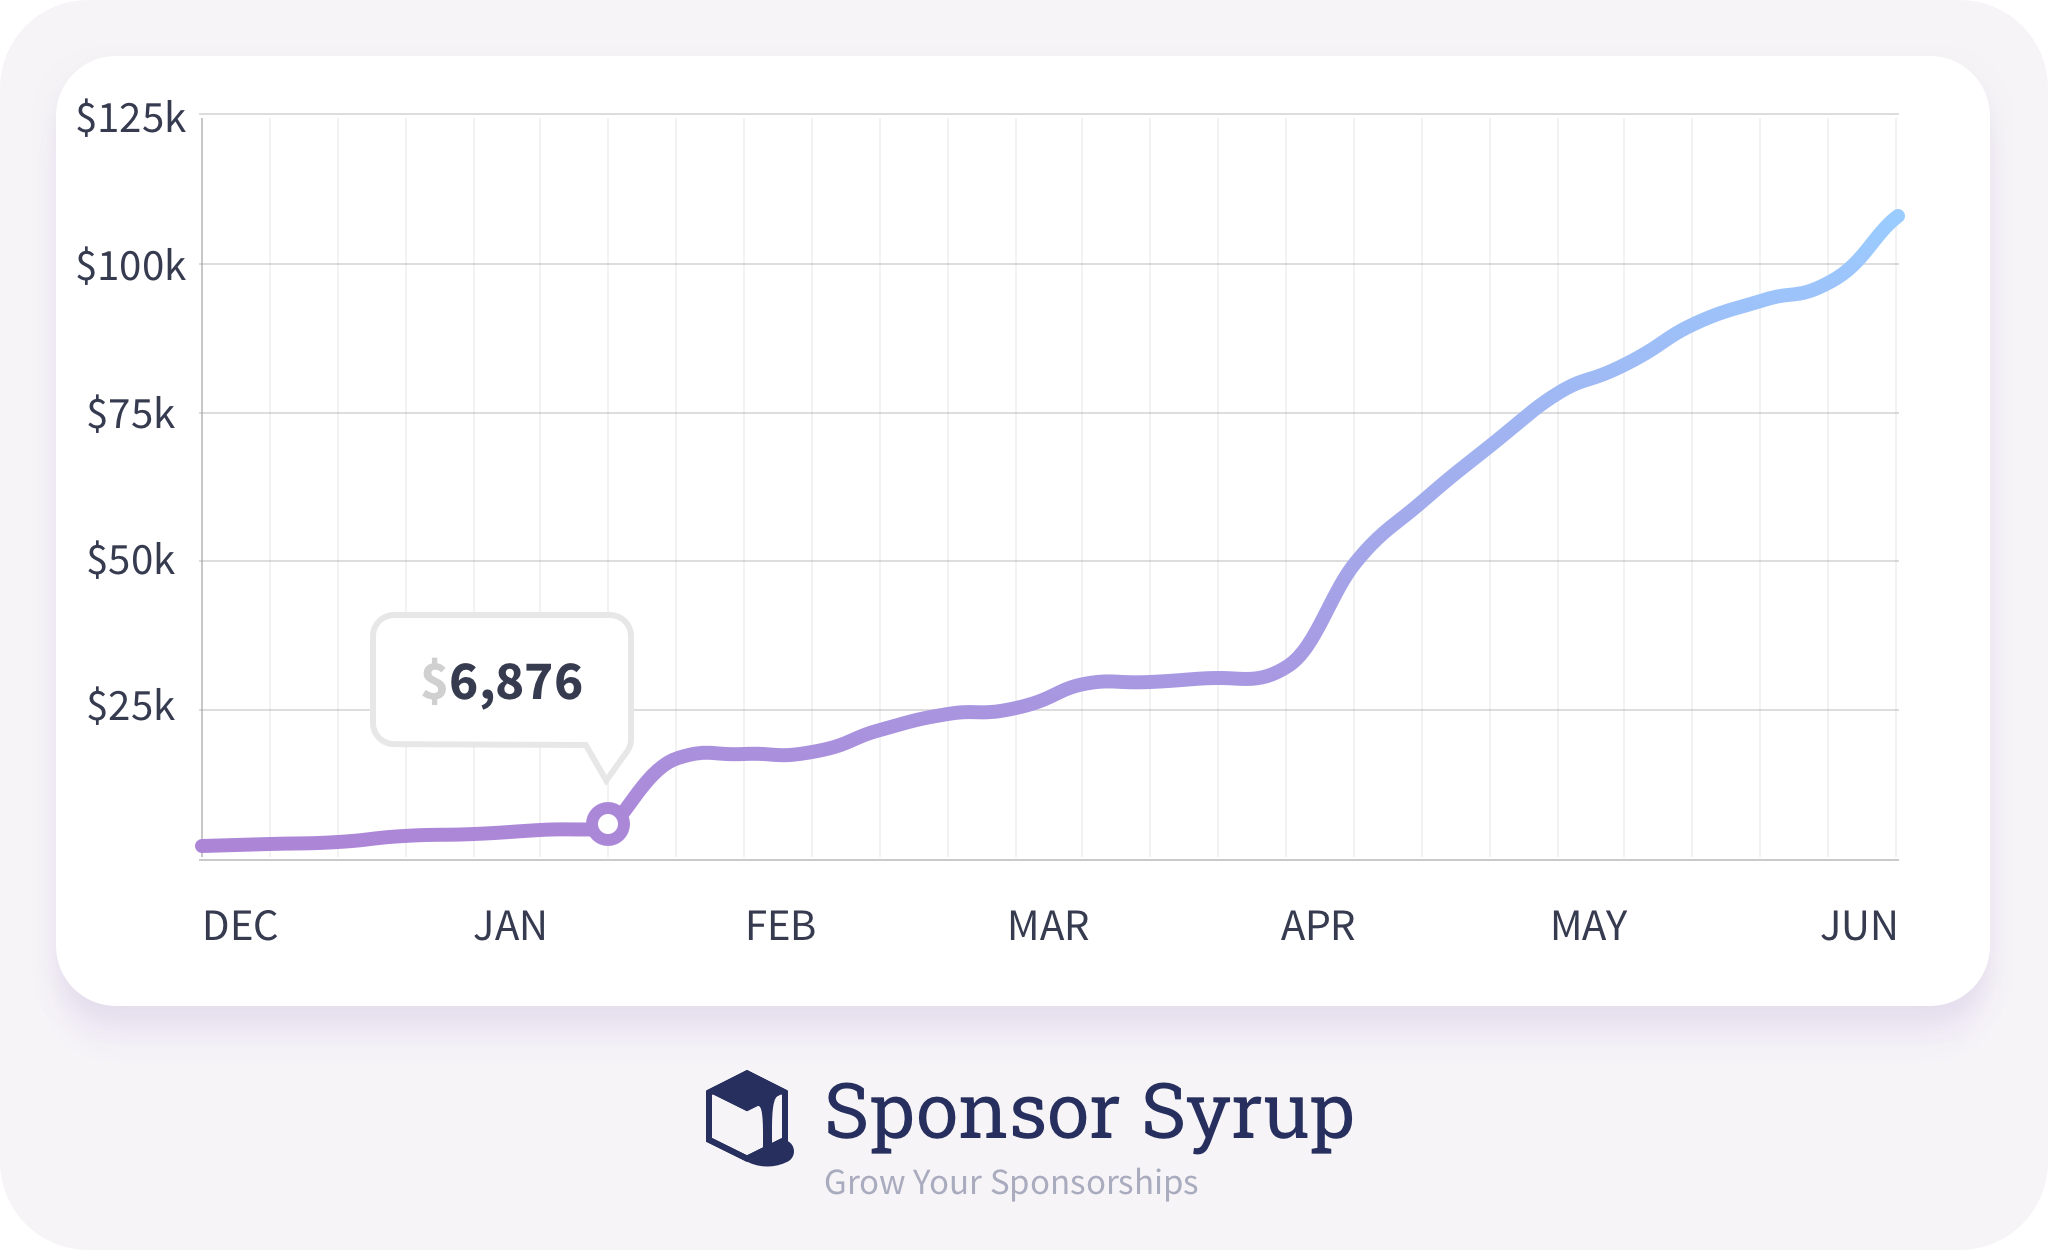 $125k
$100k
$75k
$50k
$25k
$6,876
DEC JAN FEB MAR APR MAY JUN
Sponsor Syrup
Grow Your Sponsorships